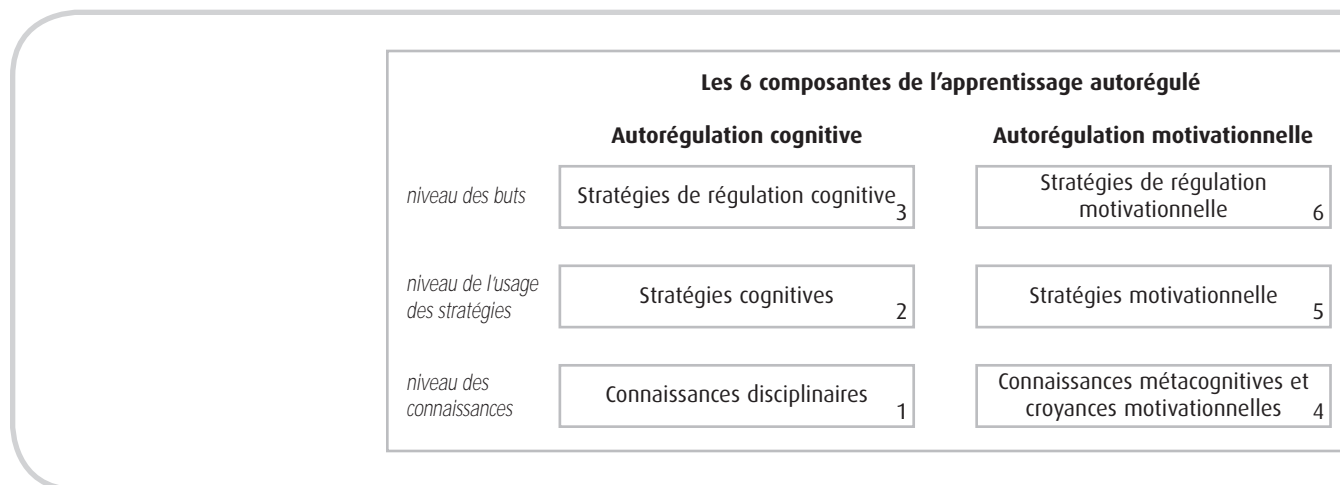 Les 6 composantes de l'apprentissage autorégulé
Autorégulation cognitive
Autorégulation motivationnelle
niveau des buts
Stratégies de régulation cognitive
3
Stratégies de régulation
motivationnelle
6
niveau de l'usage
des stratégies
Stratégies cognitives
2
Stratégies motivationnelle
5
niveau des
connaissances
Connaissances disciplinaires
1
Connaissances métacognitives et
croyances motivationnelles
4